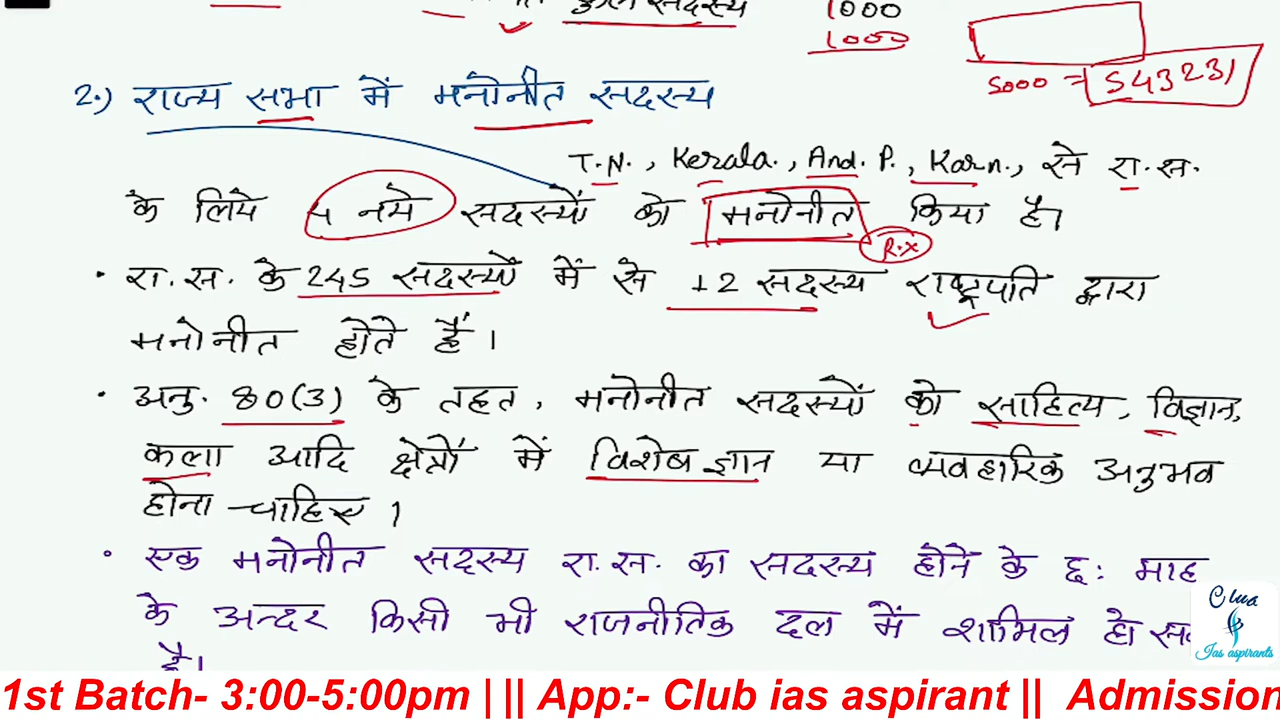 कुल सदस्य
1000
1000
5000 = 543231
2.) राज्य सभा में मनोनीत सदस्य
T.N., Kerala., And. P., Karn., से रा.स.
के लिये 4 नये सदस्यों को मनोनीत किया है।
R.x
• रा.स. के 245 सदस्यों में से 12 सदस्य राष्ट्रपति द्वारा
मनोनीत होते हैं।
• अनु. 80(3) के तहत, मनोनीत सदस्यों को साहित्य, विज्ञान,
कला आदि क्षेत्रों में विशेष ज्ञान या व्यवहारिक अनुभव
होना चाहिए।
• एक मनोनीत सदस्य रा.स. का सदस्य होने के छः माह
के अन्दर किसी भी राजनीतिक दल में शामिल हो
है।
Club
Ias aspirants
1st Batch- 3:00-5:00pm | || App:- Club ias aspirant || Admission